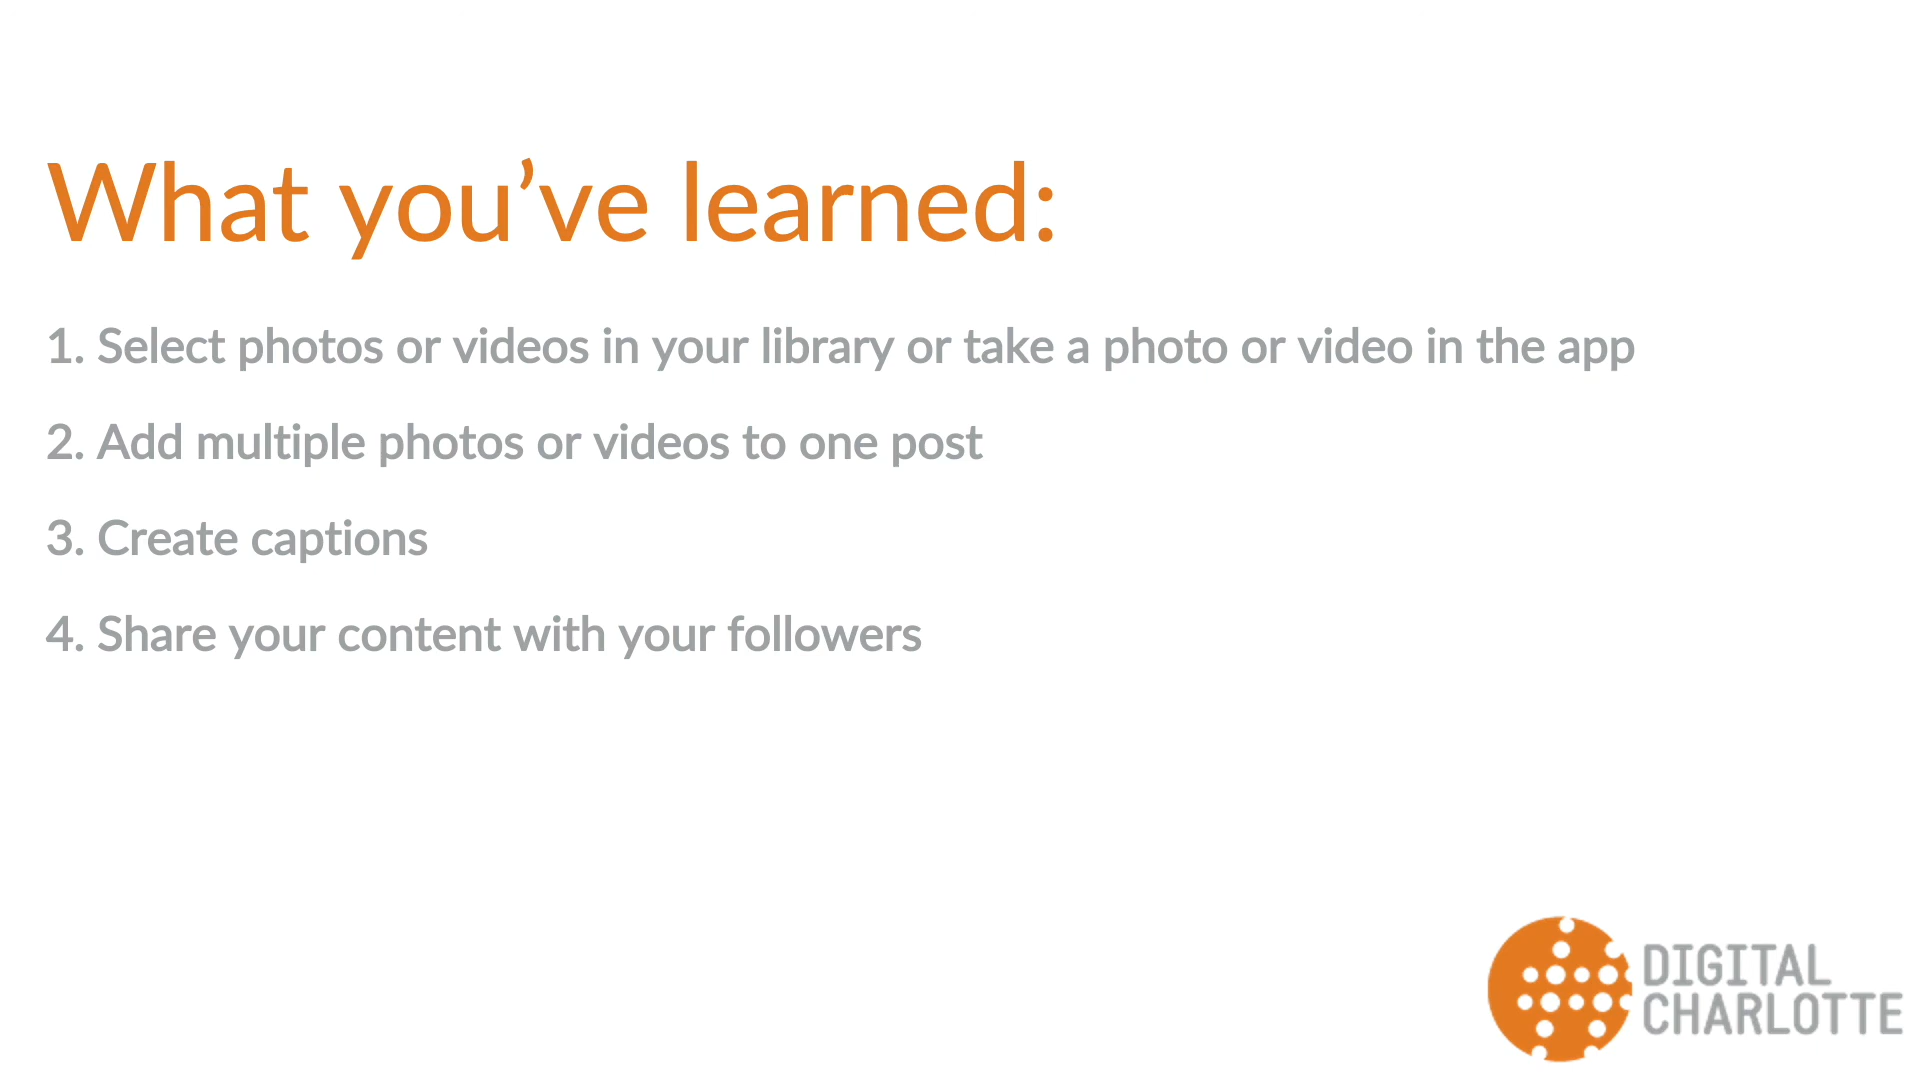 What you’ve learned:
1. Select photos or videos in your library or take a photo or video in the app
2. Add multiple photos or videos to one post
3. Create captions
4. Share your content with your followers
DIGITAL
CHARLOTTE